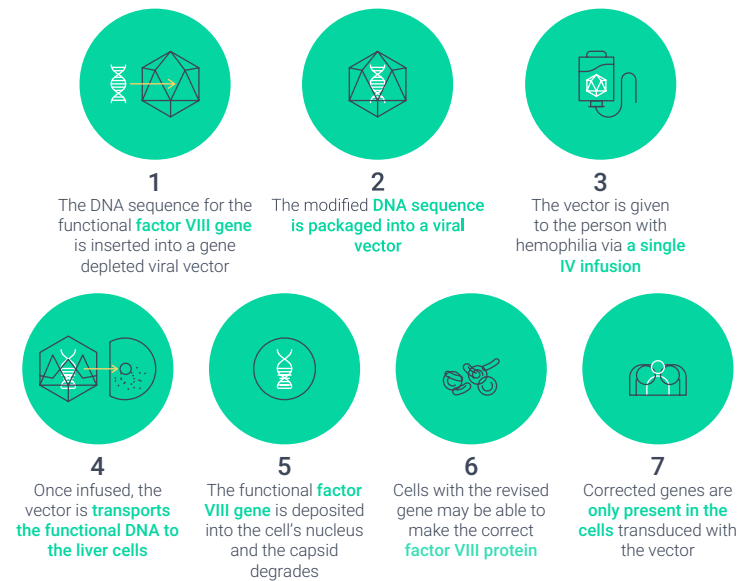 1
The DNA sequence for the
functional factor VIII gene
is inserted into a gene
depleted viral vector
2
The modified DNA sequence
is packaged into a viral
vector
3
The vector is given
to the person with
hemophilia via a single
IV infusion
4
Once infused, the
vector is transports
the functional DNA to
the liver cells
5
The functional factor
VIII gene is deposited
into the cell's nucleus
and the capsid
degrades
6
Cells with the revised
gene may be able to
make the correct
factor VIII protein
7
Corrected genes are
only present in the
cells transduced with
the vector